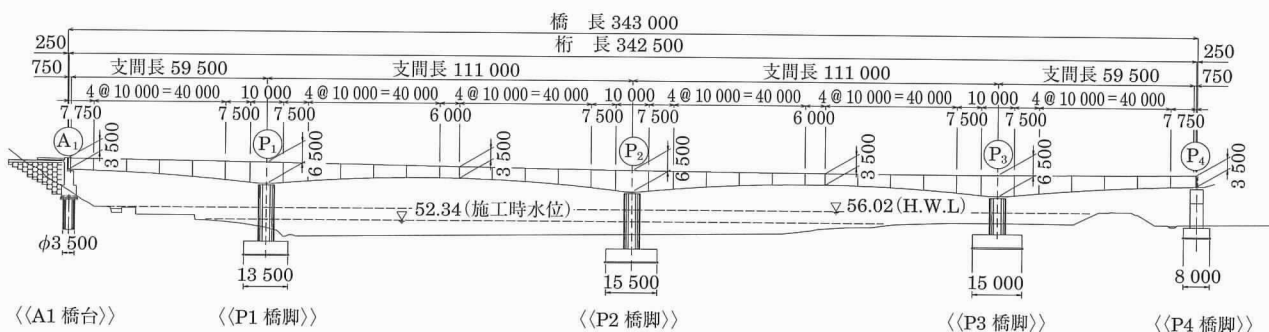 橋 長 343 000
250 桁 長 342 500 250
750 支間長 59 500 支間長 111 000 支間長 111 000 支間長 59 500 750
4 @ 10 000 = 40 000 10 000 4 @ 10 000 = 40 000 4 @ 10 000 = 40 000 10 000 4 @ 10 000 = 40 000 4 @ 10 000 = 40 000 10 000 4 @ 10 000 = 40 000
7 750 7 500 7 500 6 000 7 500 7 500 6 000 7 500 7 500 7 750
A1 P1 P2 P3 P4
3 500 6 500 3 500 6 500 3 500 6 500 3 500
52.34(施工時水位) 56.02(H.W.L)
φ3 500 13 500 15 500 15 000 8 000
《A1 橋台》 《P1 橋脚》 《P2 橋脚》 《P3 橋脚》 《P4 橋脚》